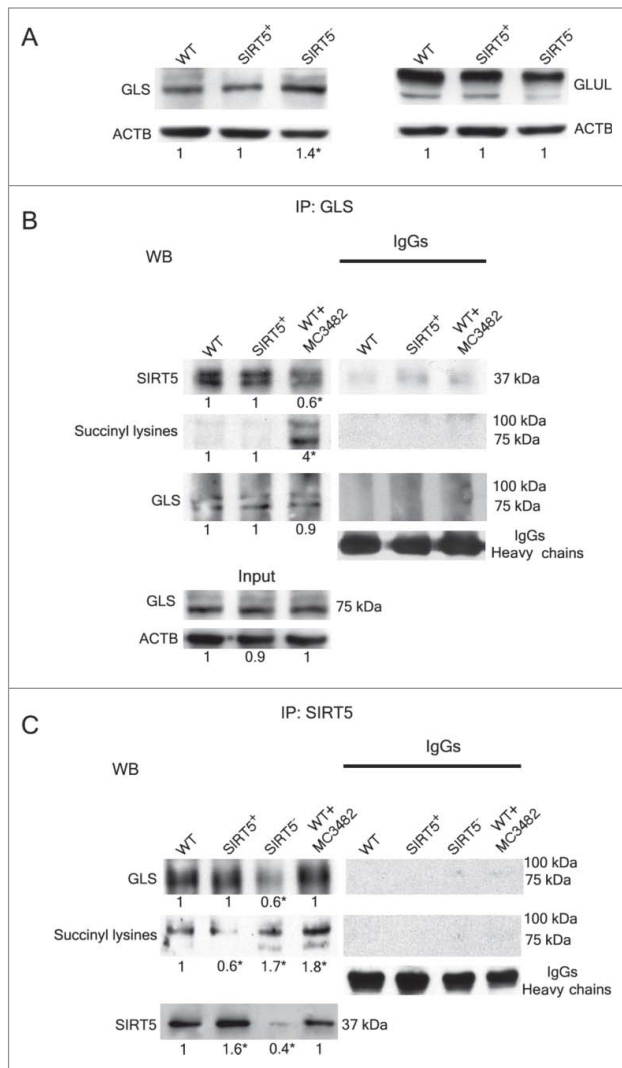 A
WT SIRT5+ SIRT5-
GLS
ACTB
1 1 1.4*
WT SIRT5+ SIRT5-
GLUL
ACTB
1 1 1
B
IP: GLS
WB
IgGs
WT SIRT5+ WT+ MC3482
WT SIRT5+ WT+ MC3482
SIRT5 37 kDa
1 1 0.6*
Succinyl lysines 100 kDa
75 kDa
1 1 4*
GLS 100 kDa
75 kDa
1 1 0.9
IgGs
Heavy chains
Input
GLS 75 kDa
ACTB
1 0.9 1
C
IP: SIRT5
WB
IgGs
WT SIRT5+ SIRT5- WT+ MC3482
WT SIRT5+ SIRT5- WT+ MC3482
GLS 100 kDa
75 kDa
1 1 0.6* 1
Succinyl lysines 100 kDa
75 kDa
1 0.6* 1.7* 1.8*
IgGs
Heavy chains
SIRT5 37 kDa
1 1.6* 0.4* 1